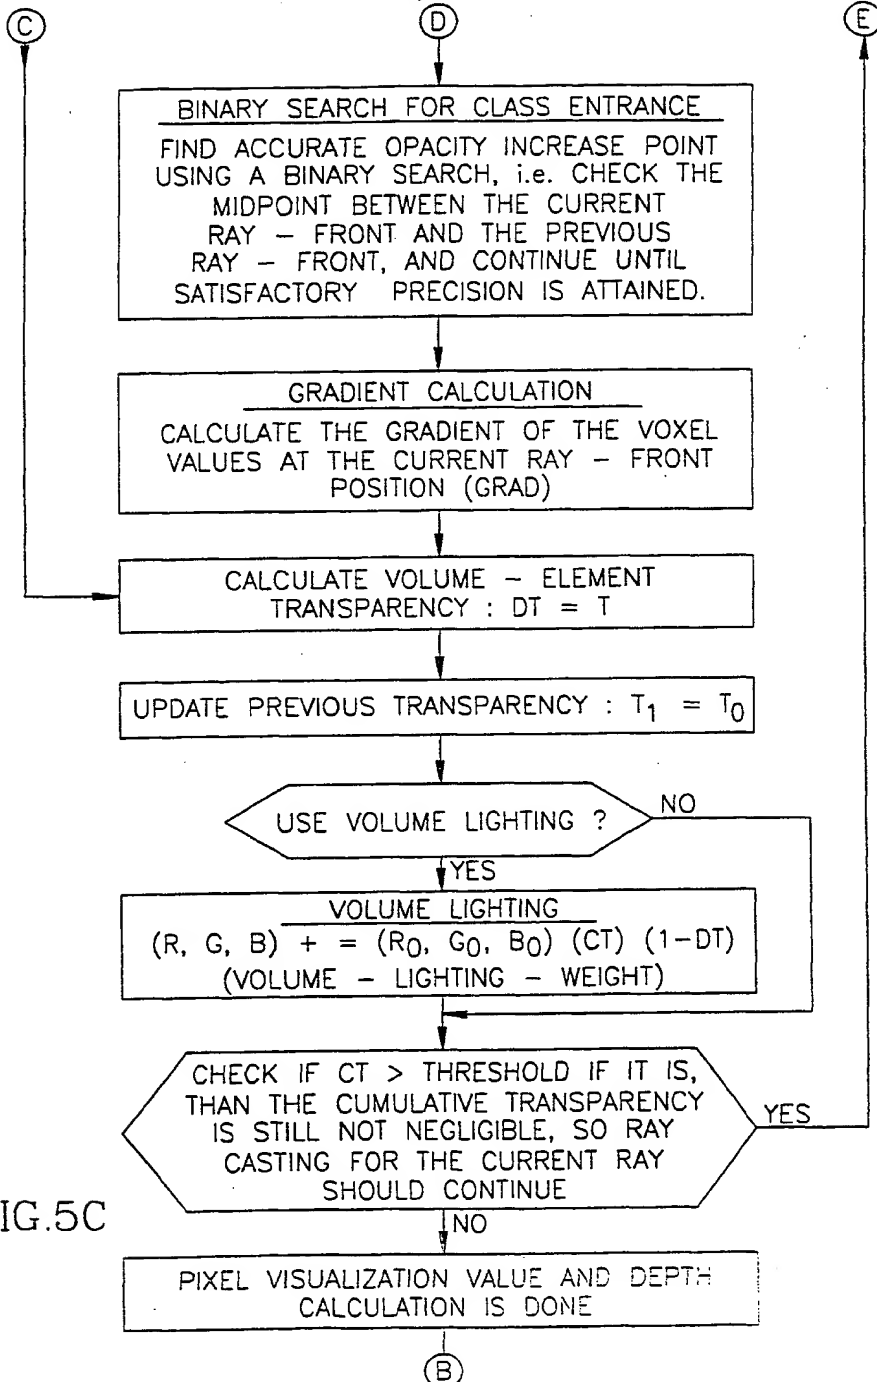 C
D
E
BINARY SEARCH FOR CLASS ENTRANCE
FIND ACCURATE OPACITY INCREASE POINT
USING A BINARY SEARCH, i.e. CHECK THE
MIDPOINT BETWEEN THE CURRENT
RAY – FRONT AND THE PREVIOUS
RAY – FRONT, AND CONTINUE UNTIL
SATISFACTORY PRECISION IS ATTAINED.
GRADIENT CALCULATION
CALCULATE THE GRADIENT OF THE VOXEL
VALUES AT THE CURRENT RAY – FRONT
POSITION (GRAD)
CALCULATE VOLUME – ELEMENT
TRANSPARENCY : DT = T
UPDATE PREVIOUS TRANSPARENCY : T₁ = T₀
USE VOLUME LIGHTING ?
NO
YES
VOLUME LIGHTING
(R, G, B) + = (R₀, G₀, B₀) (CT) (1–DT)
(VOLUME – LIGHTING – WEIGHT)
CHECK IF CT > THRESHOLD IF IT IS,
THAN THE CUMULATIVE TRANSPARENCY
IS STILL NOT NEGLIGIBLE, SO RAY
CASTING FOR THE CURRENT RAY
SHOULD CONTINUE
YES
IG.5C
NO
PIXEL VISUALIZATION VALUE AND DEPTH
CALCULATION IS DONE
B